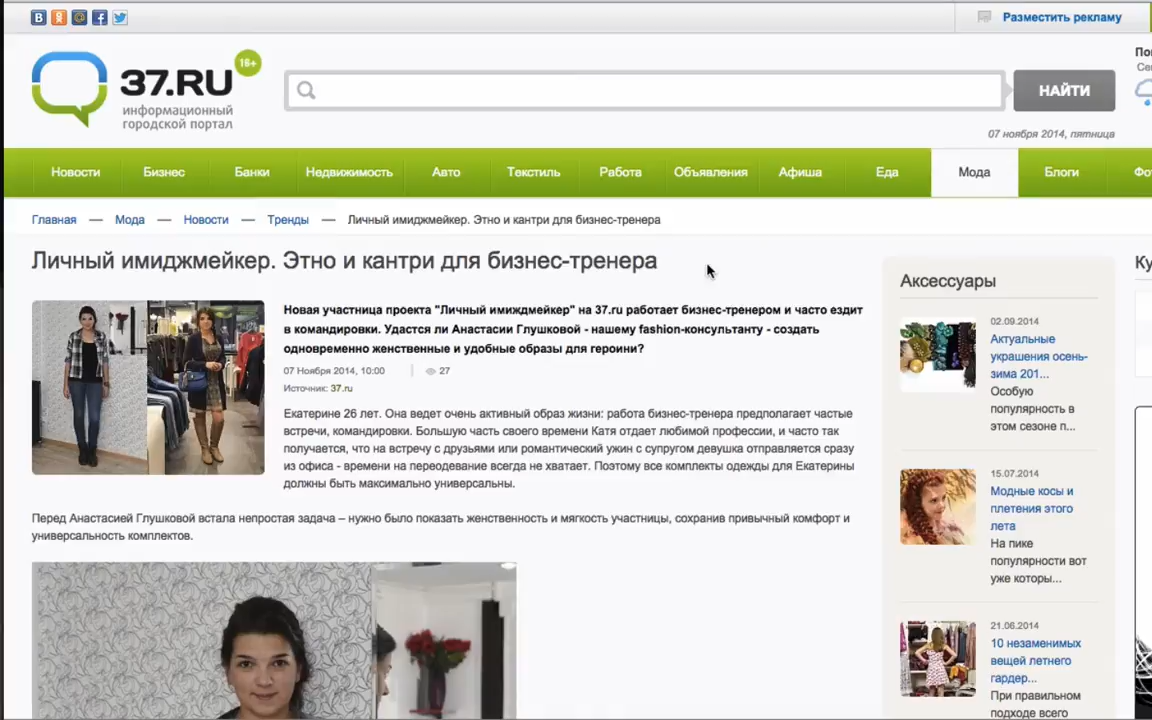 Разместить рекламу
37.RU
16+
информационный
городской портал
НАЙТИ
07 ноября 2014, пятница
Новости Бизнес Банки Недвижимость Авто Текстиль Работа Объявления Афиша Еда Мода Блоги
Главная — Мода — Новости — Тренды — Личный имиджмейкер. Этно и кантри для бизнес-тренера
Личный имиджмейкер. Этно и кантри для бизнес-тренера
Новая участница проекта "Личный имиждмейкер" на 37.ru работает бизнес-тренером и часто ездит
в командировки. Удастся ли Анастасии Глушковой - нашему fashion-консультанту - создать
одновременно женственные и удобные образы для героини?
07 Ноября 2014, 10:00 | 27
Источник: 37.ru
Екатерине 26 лет. Она ведет очень активный образ жизни: работа бизнес-тренера предполагает частые
встречи, командировки. Большую часть своего времени Катя отдает любимой профессии, и часто так
получается, что на встречу с друзьями или романтический ужин с супругом девушка отправляется сразу
из офиса - времени на переодевание всегда не хватает. Поэтому все комплекты одежды для Екатерины
должны быть максимально универсальны.
Перед Анастасией Глушковой встала непростая задача – нужно было показать женственность и мягкость участницы, сохранив привычный комфорт и
универсальность комплектов.
Аксессуары
02.09.2014
Актуальные
украшения осень-
зима 201...
Особую
популярность в
этом сезоне п...
15.07.2014
Модные косы и
плетения этого
лета
На пике
популярности вот
уже которы...
21.06.2014
10 незаменимых
вещей летнего
гардер...
При правильном
подходе всего